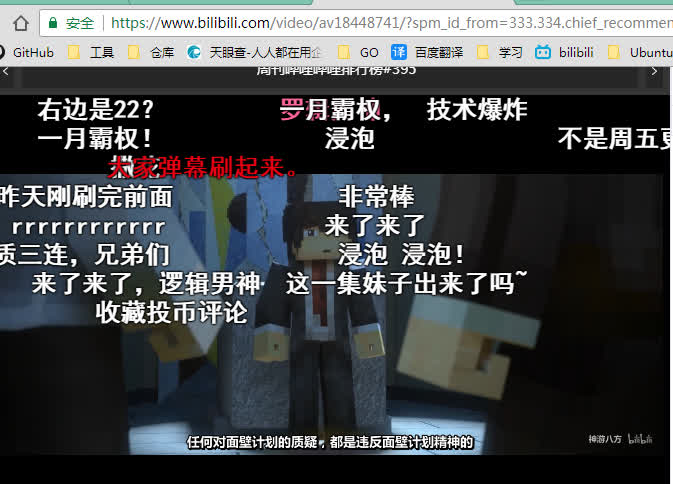 安全 https://www.bilibili.com/video/av18448741/?spm_id_from=333.334.chief_recommen
GitHub 工具 仓库 天眼查-人人都在用企 GO 译 百度翻译 学习 bilibili Ubuntu
周刊哔哩哔哩排行榜#395
右边是22? 一月霸权， 技术爆炸
一月霸权! 浸泡 不是周五更
大家弹幕刷起来。
昨天刚刷完前面 非常棒
rrrrrrrrrrrr 来了来了
质三连，兄弟们 浸泡 浸泡!
来了来了，逻辑男神 这一集妹子出来了吗~
收藏投币评论
任何对面壁计划的质疑，都是违反面壁计划精神的
神游八方 bilibili